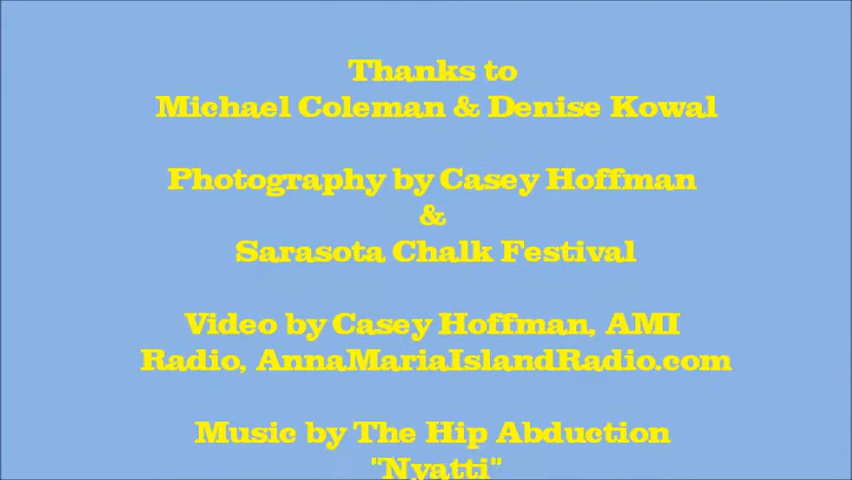 Thanks to
Michael Coleman & Denise Kowal
Photography by Casey Hoffman
&
Sarasota Chalk Festival
Video by Casey Hoffman, AMI
Radio, AnnaMariaIslandRadio.com
Music by The Hip Abduction
"Nyatti"